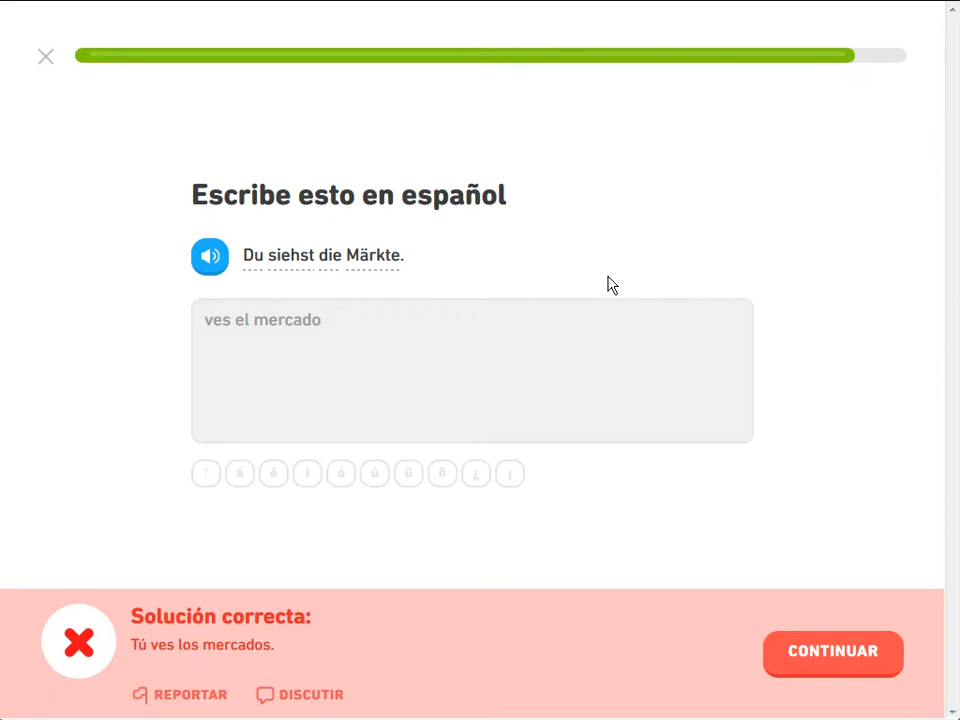 Escribe esto en español
Du siehst die Märkte.
ves el mercado
↑ á é í ó ú ü ñ ¿ ¡
Solución correcta:
Tú ves los mercados.
CONTINUAR
REPORTAR DISCUTIR